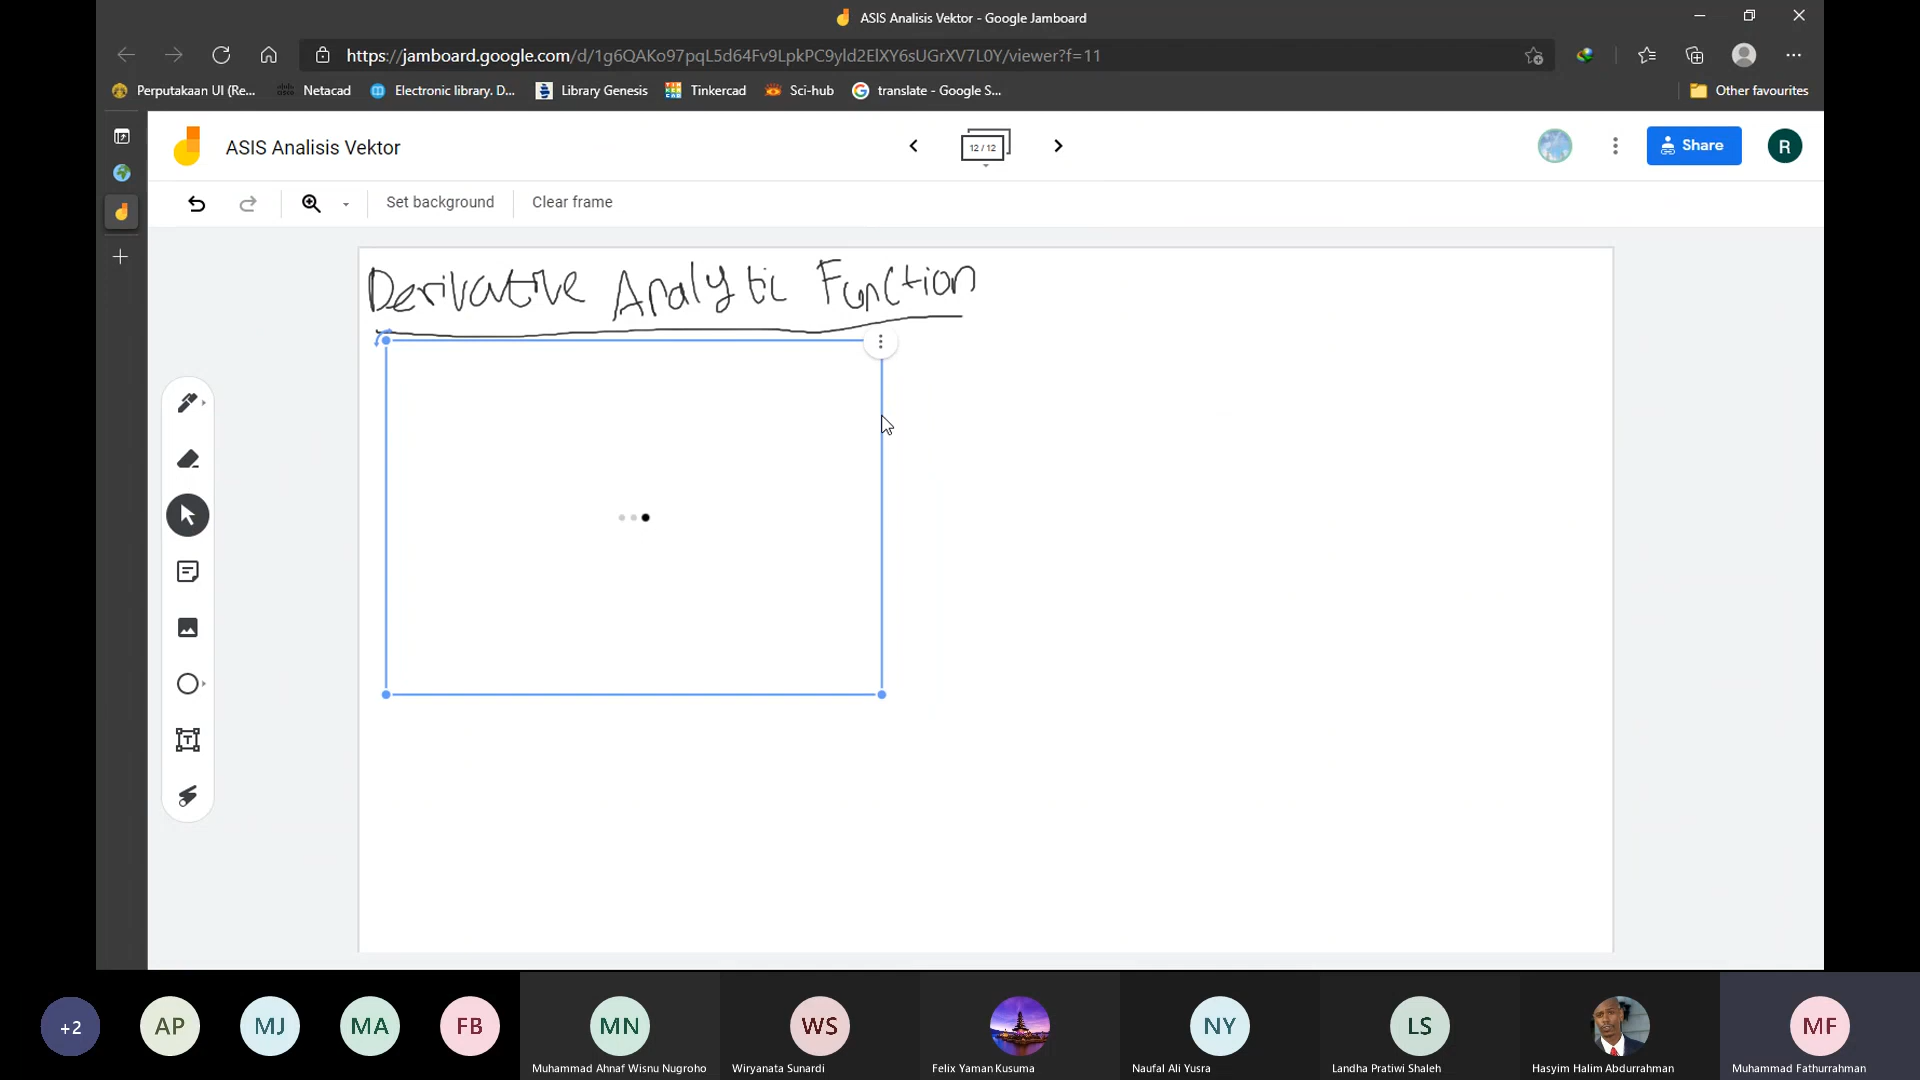 ASIS Analisis Vektor - Google Jamboard
https://jamboard.google.com/d/1g6QAKo97pqL5d64Fv9LpkPC9yld2ElXY6sUGrXV7L0Y/viewer?f=11
Perputakaan UI (Re... Netacad Electronic library. D... Library Genesis Tinkercad Sci-hub translate - Google S... Other favourites
ASIS Analisis Vektor 12 / 12 Share R
Set background Clear frame
Derivative Analytic Function
+2 AP MJ MA FB MN WS NY LS MF
Muhammad Ahnaf Wisnu Nugroho Wiryanata Sunardi Felix Yaman Kusuma Naufal Ali Yusra Landha Pratiwi Shaleh Hasyim Halim Abdurrahman Muhammad Fathurrahman